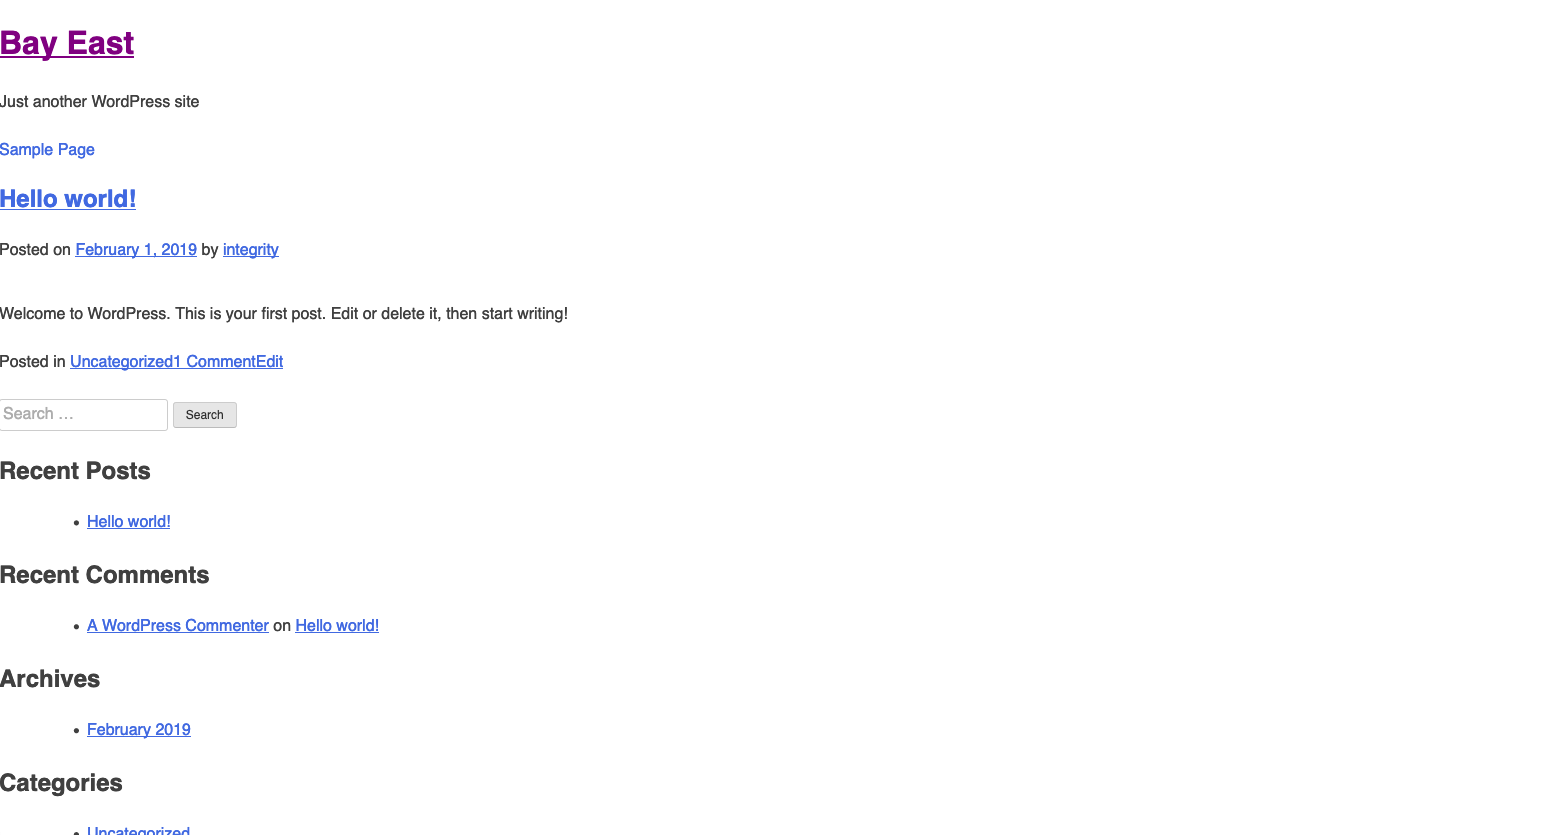 Bay East
Just another WordPress site
Sample Page
Hello world!
Posted on February 1, 2019 by integrity
Welcome to WordPress. This is your first post. Edit or delete it, then start writing!
Posted in Uncategorized1 CommentEdit
Search … Search
Recent Posts
• Hello world!
Recent Comments
• A WordPress Commenter on Hello world!
Archives
• February 2019
Categories
• Uncategorized